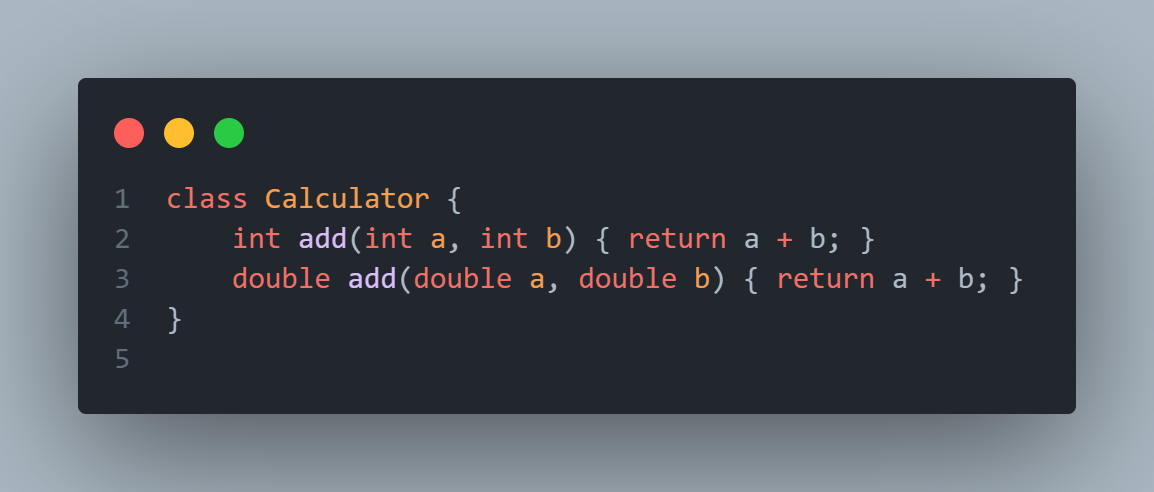 1 class Calculator {
2     int add(int a, int b) { return a + b; }
3     double add(double a, double b) { return a + b; }
4 }
5